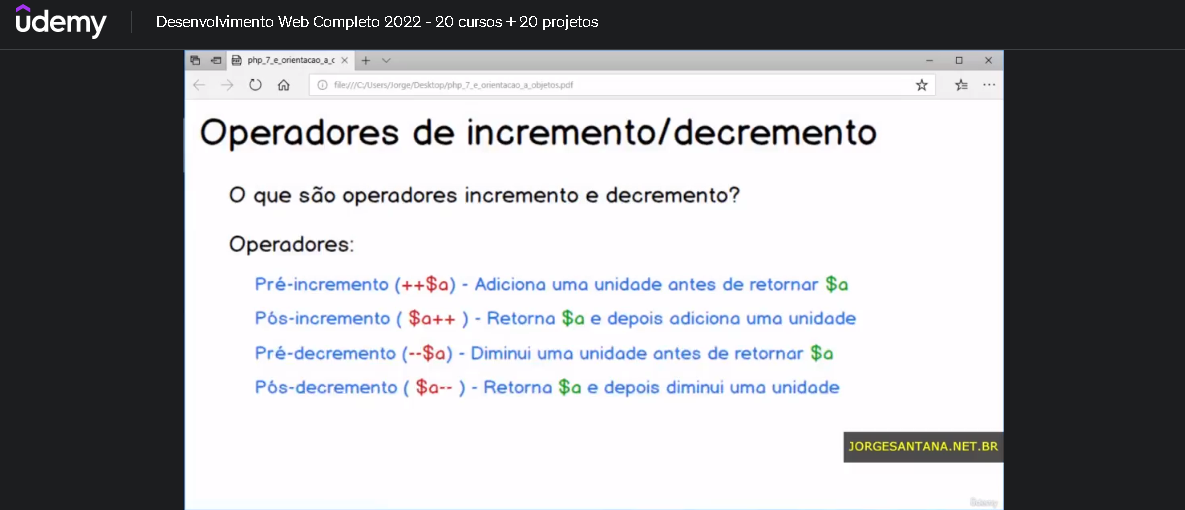 ûdemy
Desenvolvimento Web Completo 2022 - 20 cursos + 20 projetos
php_7_e_orientacao_a_c
file:///C:/Users/Jorge/Desktop/php_7_e_orientacao_a_objetos.pdf
Operadores de incremento/decremento
O que são operadores incremento e decremento?
Operadores:
Pré-incremento (++$a) - Adiciona uma unidade antes de retornar $a
Pós-incremento ( $a++ ) - Retorna $a e depois adiciona uma unidade
Pré-decremento (--$a) - Diminui uma unidade antes de retornar $a
Pós-decremento ( $a-- ) - Retorna $a e depois diminui uma unidade
JORGESANTANA.NET.BR
ûdemy